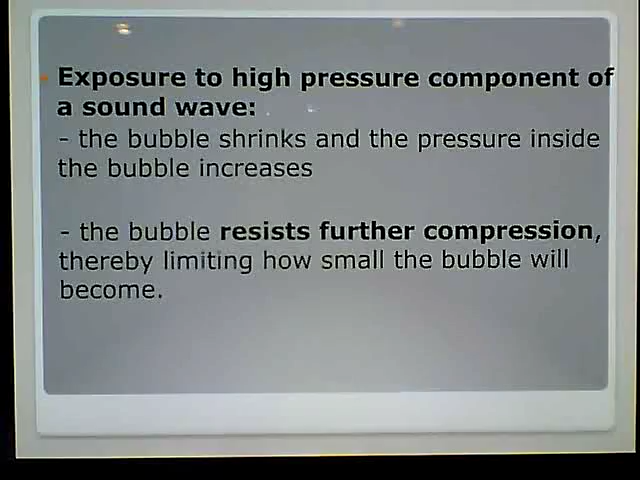 Exposure to high pressure component of
a sound wave:
- the bubble shrinks and the pressure inside
the bubble increases
- the bubble resists further compression,
thereby limiting how small the bubble will
become.